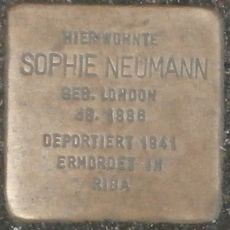 HIER WOHNTE
SOPHIE NEUMANN
GEB. LONDON
JG. 1886
DEPORTIERT 1941
ERMORDET IN
RIGA